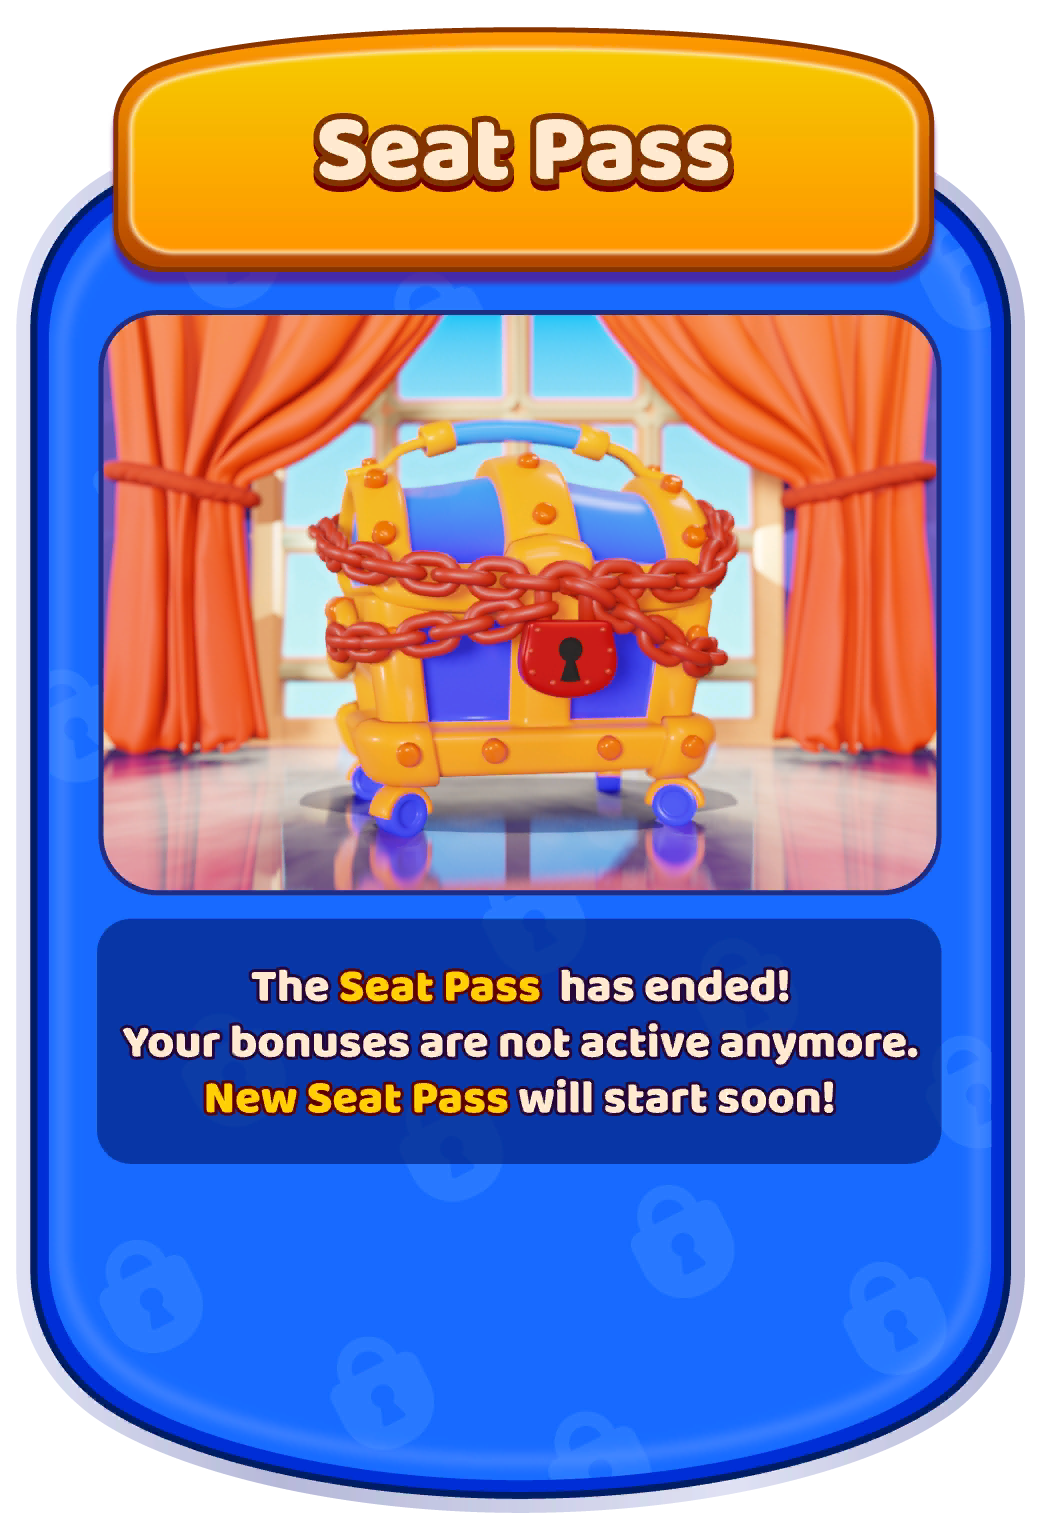 Seat Pass
The Seat Pass has ended!
Your bonuses are not active anymore.
New Seat Pass will start soon!